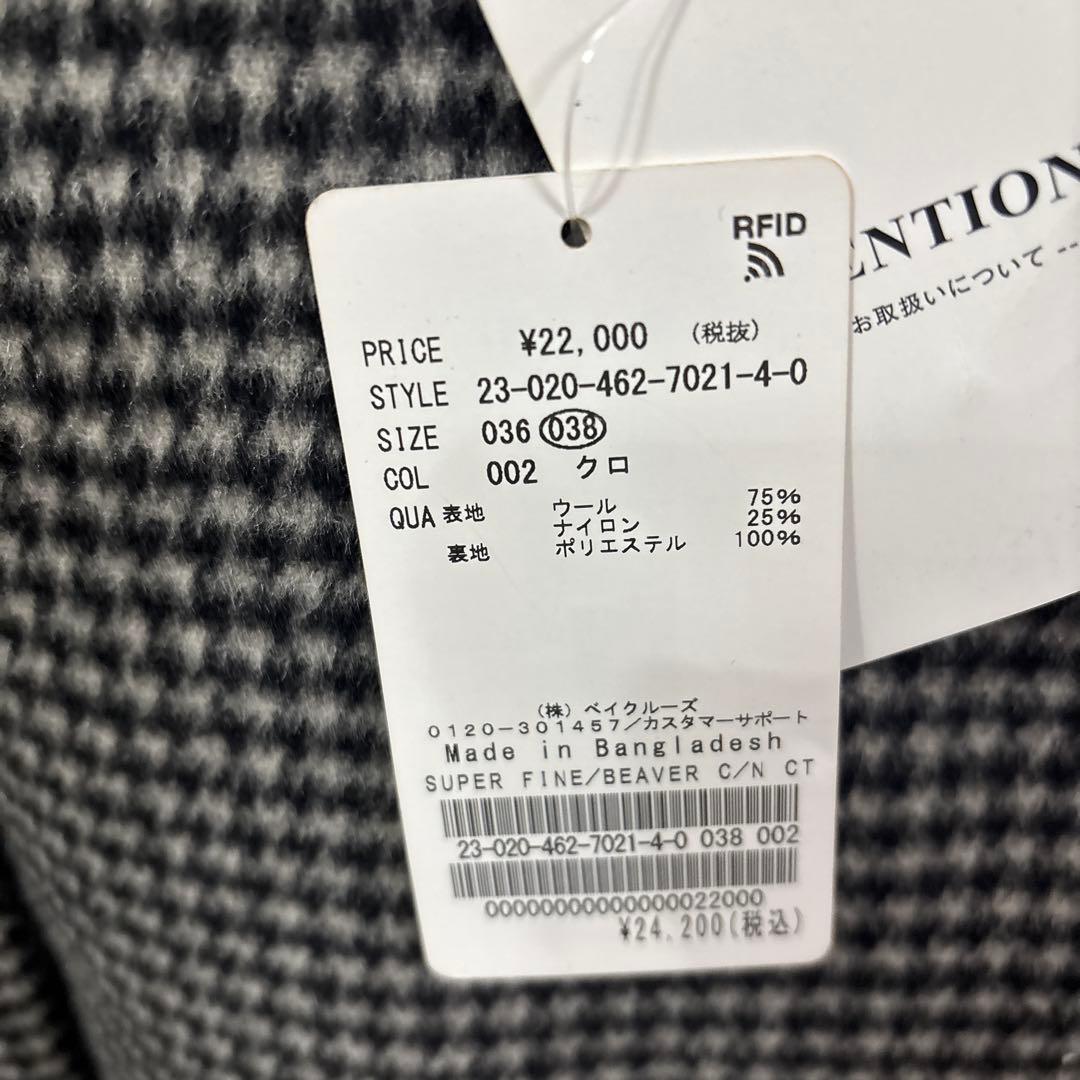 RFID
ENTION
お取扱いについて --
PRICE ¥22,000 (税抜)
STYLE 23-020-462-7021-4-0
SIZE 036 038
COL 002 クロ
QUA 表地 ウール 75%
ナイロン 25%
裏地 ポリエステル 100%
(株) ベイクルーズ
0120-301457/カスタマーサポート
Made in Bangladesh
SUPER FINE/BEAVER C/N CT
23-020-462-7021-4-0 038 002
00000000000000022000
¥24,200(税込)